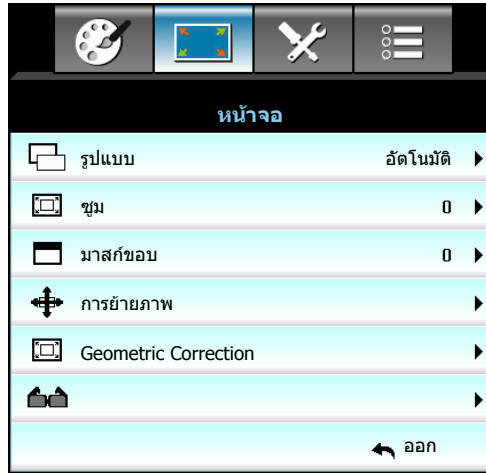 หน้าจอ
รูปแบบ อัตโนมัติ
ซูม 0
มาสก์ขอบ 0
การย้ายภาพ
Geometric Correction
ออก